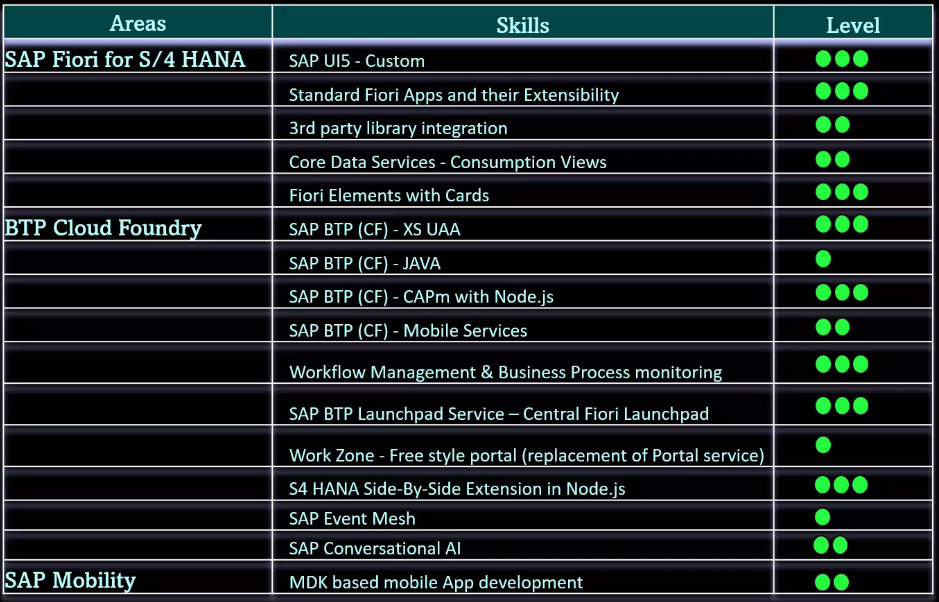 Areas Skills Level
SAP Fiori for S/4 HANA SAP UI5 - Custom
Standard Fiori Apps and their Extensibility
3rd party library integration
Core Data Services - Consumption Views
Fiori Elements with Cards
BTP Cloud Foundry SAP BTP (CF) - XS UAA
SAP BTP (CF) - JAVA
SAP BTP (CF) - CAPm with Node.js
SAP BTP (CF) - Mobile Services
Workflow Management & Business Process monitoring
SAP BTP Launchpad Service – Central Fiori Launchpad
Work Zone - Free style portal (replacement of Portal service)
S4 HANA Side-By-Side Extension in Node.js
SAP Event Mesh
SAP Conversational AI
SAP Mobility MDK based mobile App development